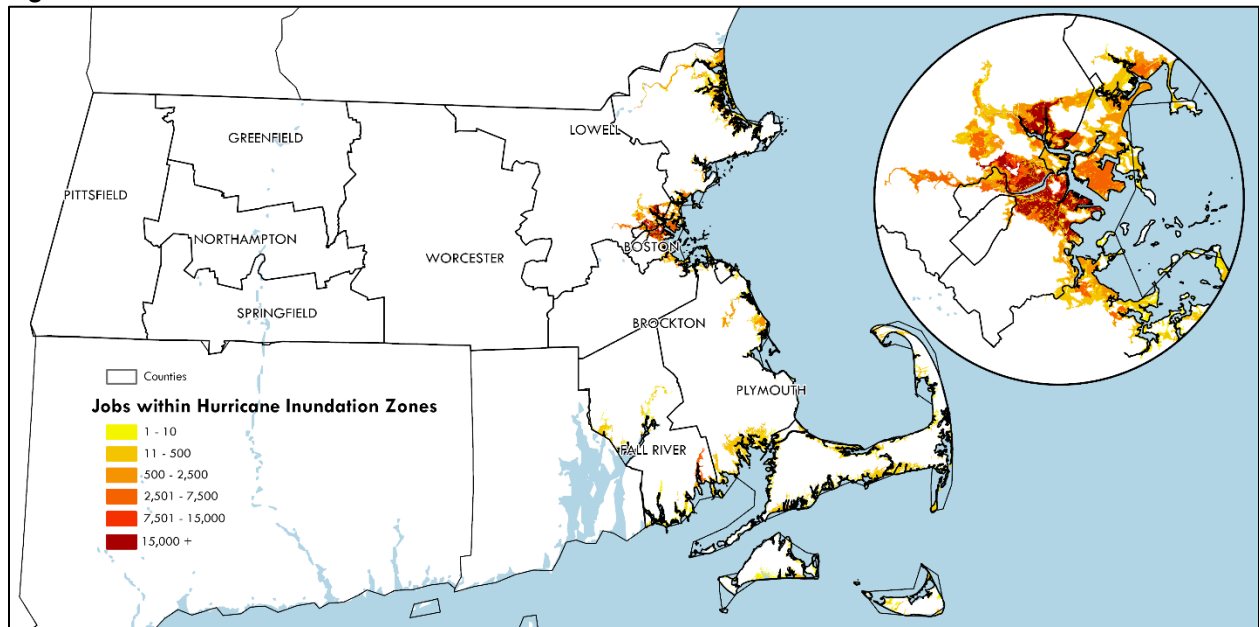 LOWELL
GREENFIELD
PITTSFIELD
NORTHAMPTON
BOSTON
WORCESTER
SPRINGFIELD
BROCKTON
PLYMOUTH
FALL RIVER
Counties
Jobs within Hurricane Inundation Zones
1 - 10
11 - 500
500 - 2,500
2,501 - 7,500
7,501 - 15,000
15,000 +